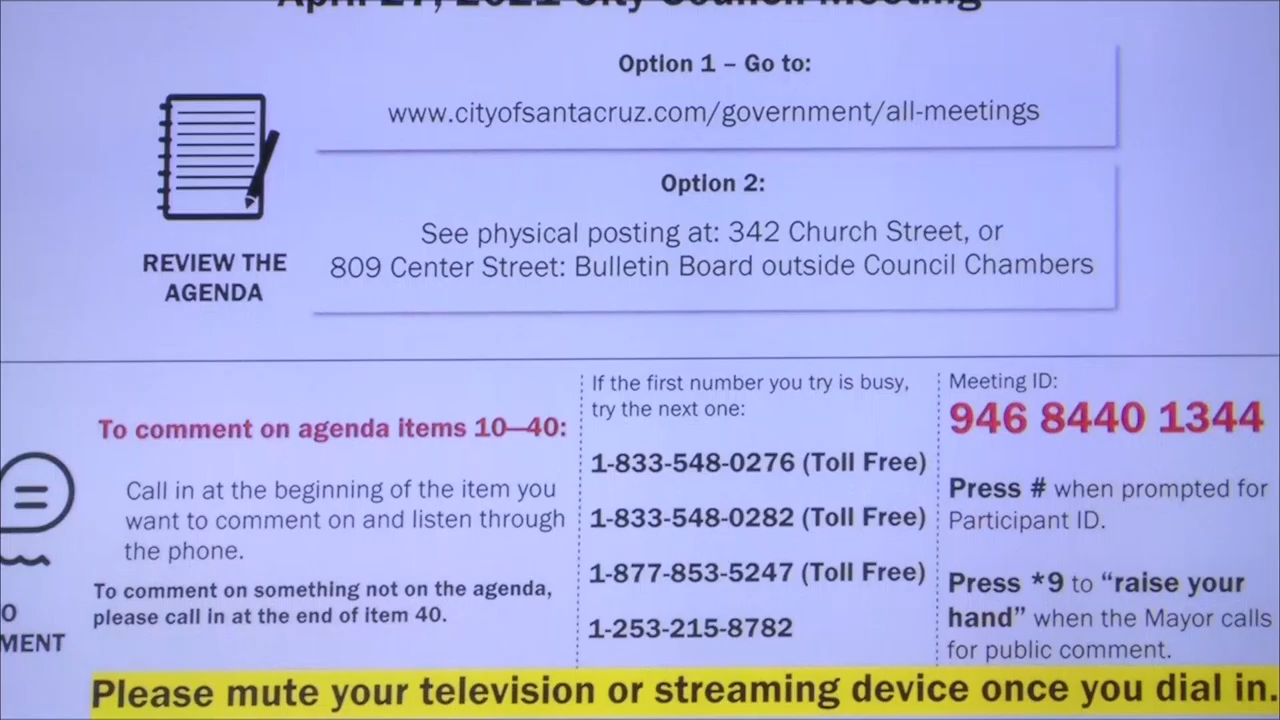 April 27, 2021 City Council Meeting
Option 1 – Go to:
www.cityofsantacruz.com/government/all-meetings
Option 2:
See physical posting at: 342 Church Street, or
809 Center Street: Bulletin Board outside Council Chambers
REVIEW THE
AGENDA
To comment on agenda items 10—40:
Call in at the beginning of the item you
want to comment on and listen through
the phone.
To comment on something not on the agenda,
please call in at the end of item 40.
O
MENT
If the first number you try is busy,
try the next one:
1-833-548-0276 (Toll Free)
1-833-548-0282 (Toll Free)
1-877-853-5247 (Toll Free)
1-253-215-8782
Meeting ID:
946 8440 1344
Press # when prompted for
Participant ID.
Press *9 to “raise your
hand” when the Mayor calls
for public comment.
Please mute your television or streaming device once you dial in.